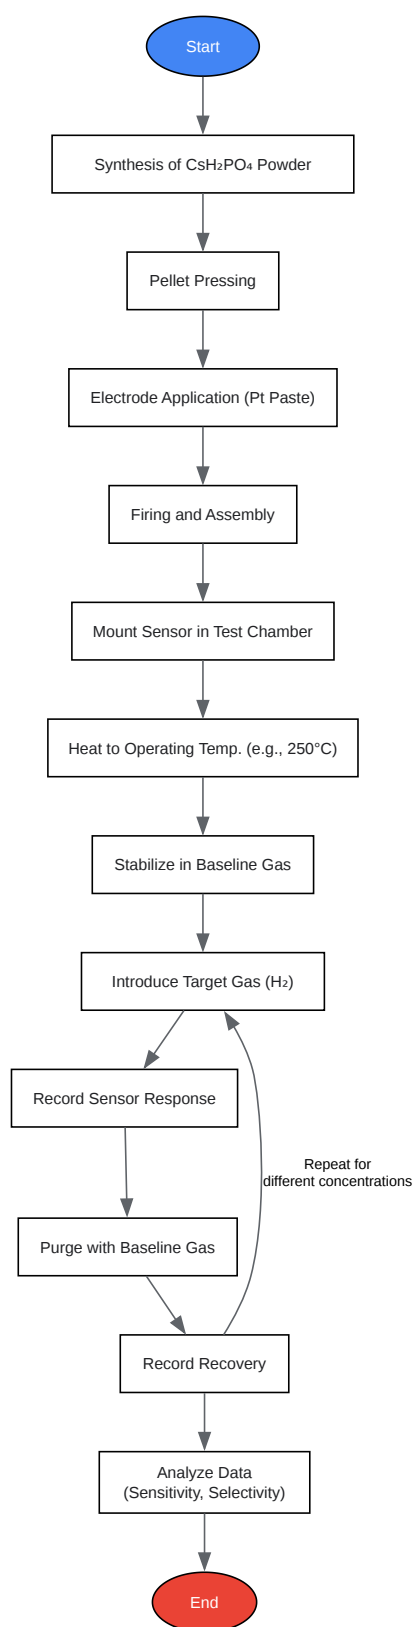 Start
Synthesis of CsH₂PO₄ Powder
Pellet Pressing
Electrode Application (Pt Paste)
Firing and Assembly
Mount Sensor in Test Chamber
Heat to Operating Temp. (e.g., 250°C)
Stabilize in Baseline Gas
Introduce Target Gas (H₂)
Record Sensor Response
Repeat for
different concentrations
Purge with Baseline Gas
Record Recovery
Analyze Data
(Sensitivity, Selectivity)
End